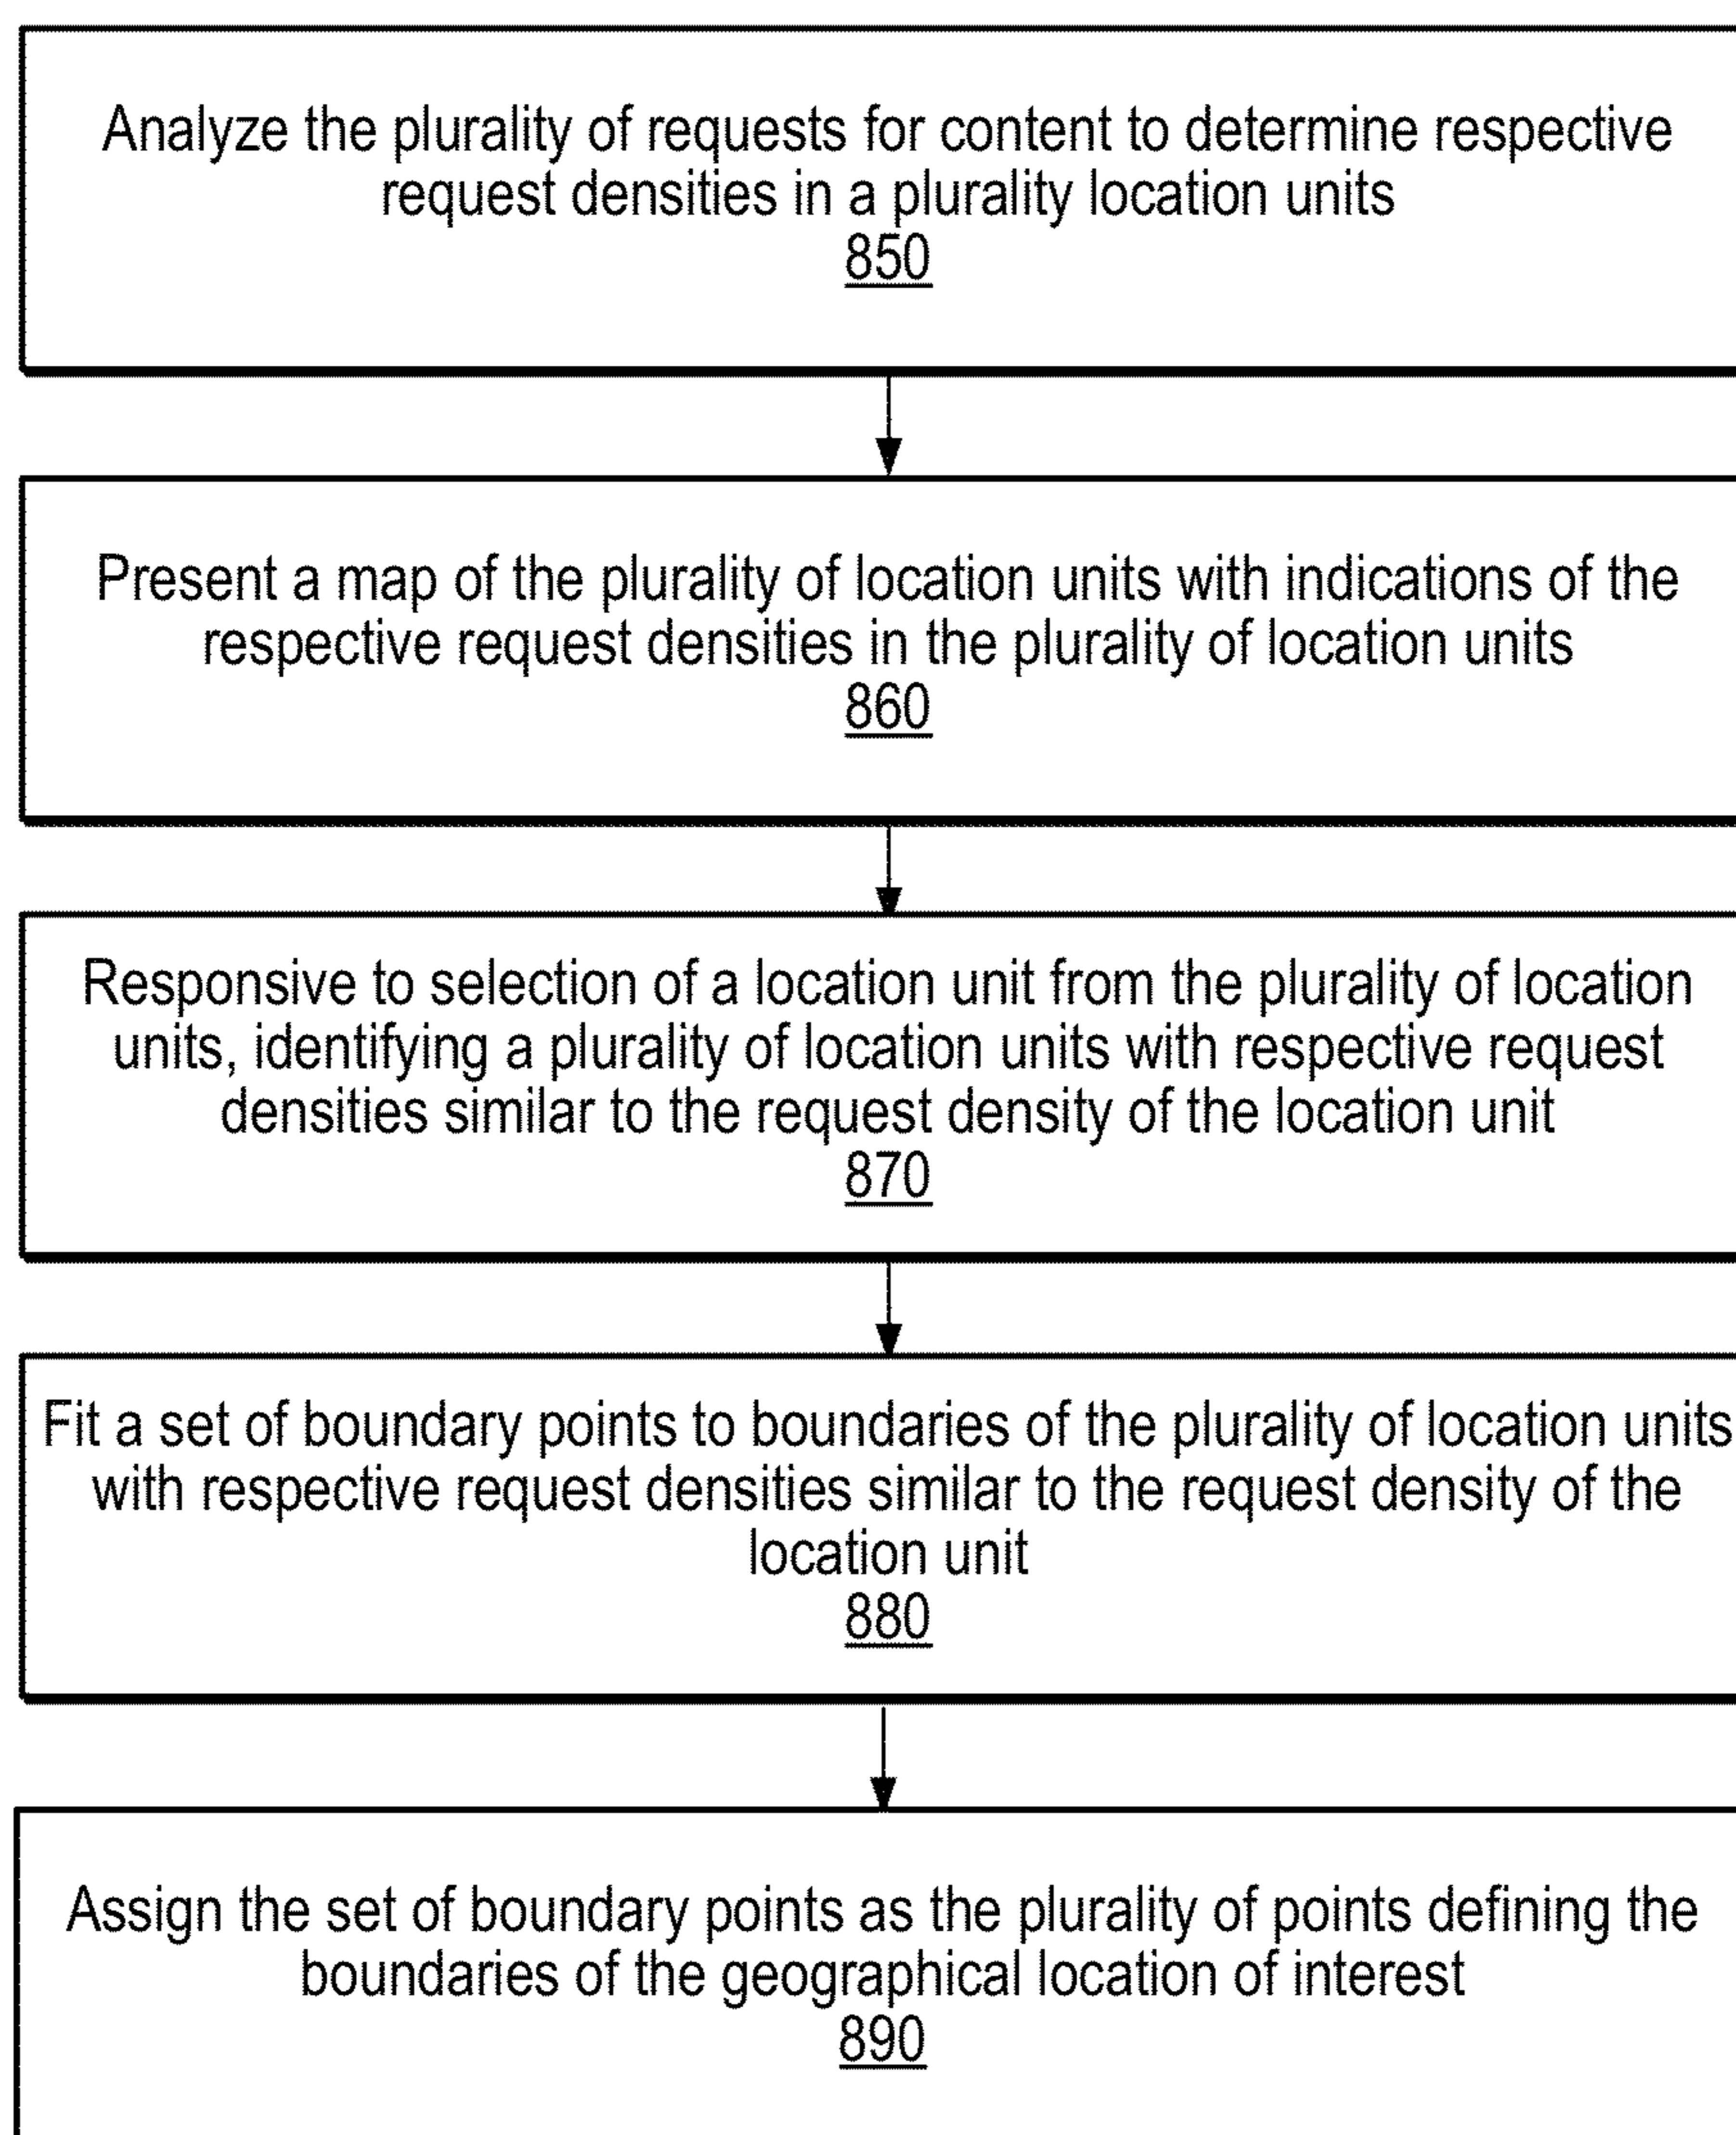 Analyze the plurality of requests for content to determine respective
request densities in a plurality location units
850
Present a map of the plurality of location units with indications of the
respective request densities in the plurality of location units
860
Responsive to selection of a location unit from the plurality of location
units, identifying a plurality of location units with respective request
densities similar to the request density of the location unit
870
Fit a set of boundary points to boundaries of the plurality of location units
with respective request densities similar to the request density of the
location unit
880
Assign the set of boundary points as the plurality of points defining the
boundaries of the geographical location of interest
890